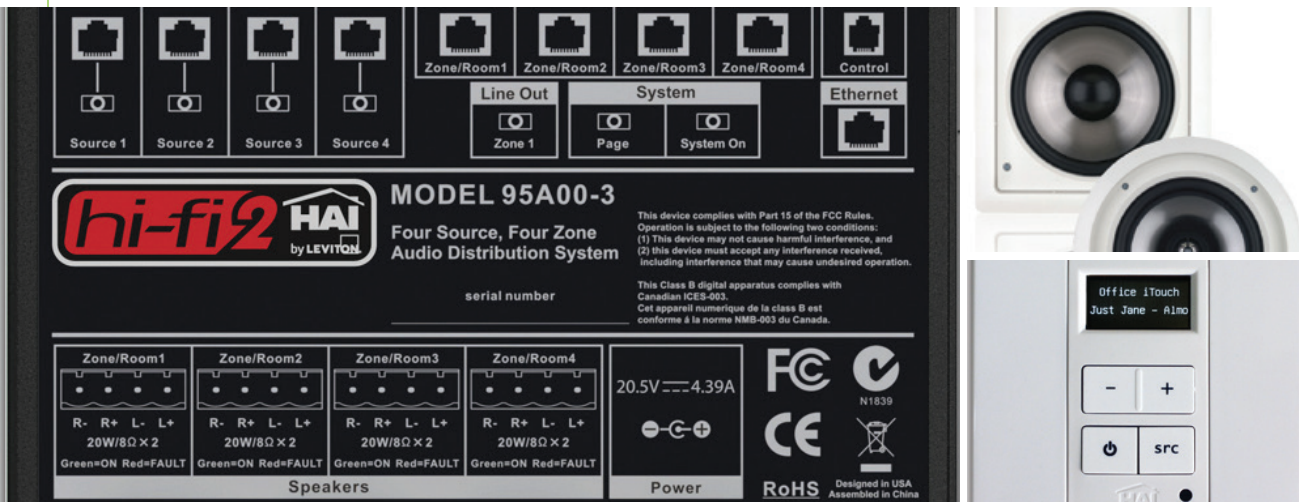 Zone/Room1 Zone/Room2 Zone/Room3 Zone/Room4 Control
Line Out System Ethernet
Source 1 Source 2 Source 3 Source 4 Zone 1 Page System On
hi-fi2 HAI
by LEVITON.
MODEL 95A00-3
Four Source, Four Zone
Audio Distribution System
serial number
This device complies with Part 15 of the FCC Rules.
Operation is subject to the following two conditions:
(1) This device may not cause harmful interference, and
(2) this device must accept any interference received,
including interference that may cause undesired operation.
This Class B digital apparatus complies with
Canadian ICES-003.
Cet appareil numerique de la class B est
conforme á la norme NMB-003 du Canada.
Zone/Room1 Zone/Room2 Zone/Room3 Zone/Room4
R- R+ L- L+ R- R+ L- L+ R- R+ L- L+ R- R+ L- L+
20W/8Ω×2 20W/8Ω×2 20W/8Ω×2 20W/8Ω×2
Green=ON Red=FAULT Green=ON Red=FAULT Green=ON Red=FAULT Green=ON Red=FAULT
Speakers
20.5V 4.39A
Power
FC
N1839
CE
RoHS
Designed in USA
Assembled in China
Office iTouch
Just Jane - Almo
- +
src
HAI